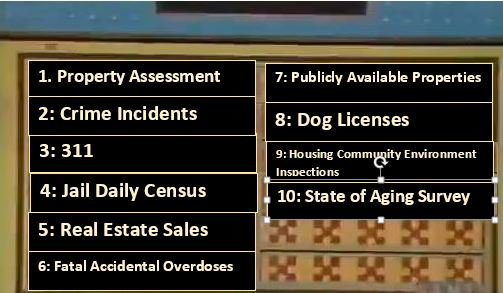 1. Property Assessment
2: Crime Incidents
3: 311
4: Jail Daily Census
5: Real Estate Sales
6: Fatal Accidental Overdoses
7: Publicly Available Properties
8: Dog Licenses
9: Housing Community Environment
Inspections
10: State of Aging Survey